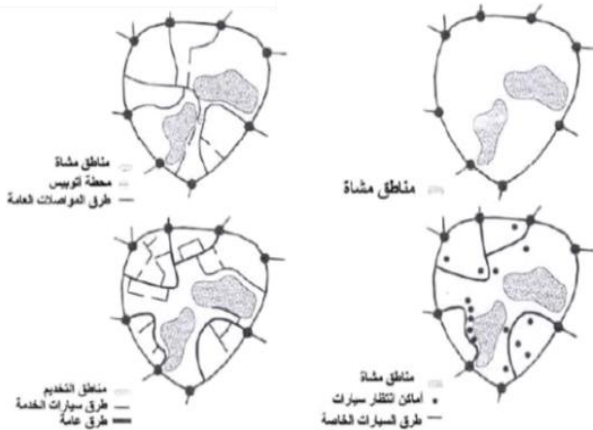 مناطق مشاة
محطة أتوبيس
طرق المواصلات العامة
مناطق مشاة
مناطق التخديم
طرق سيارات الخدمة
طرق عامة
مناطق مشاة
أماكن انتظار سيارات
طرق السيارات الخاصة